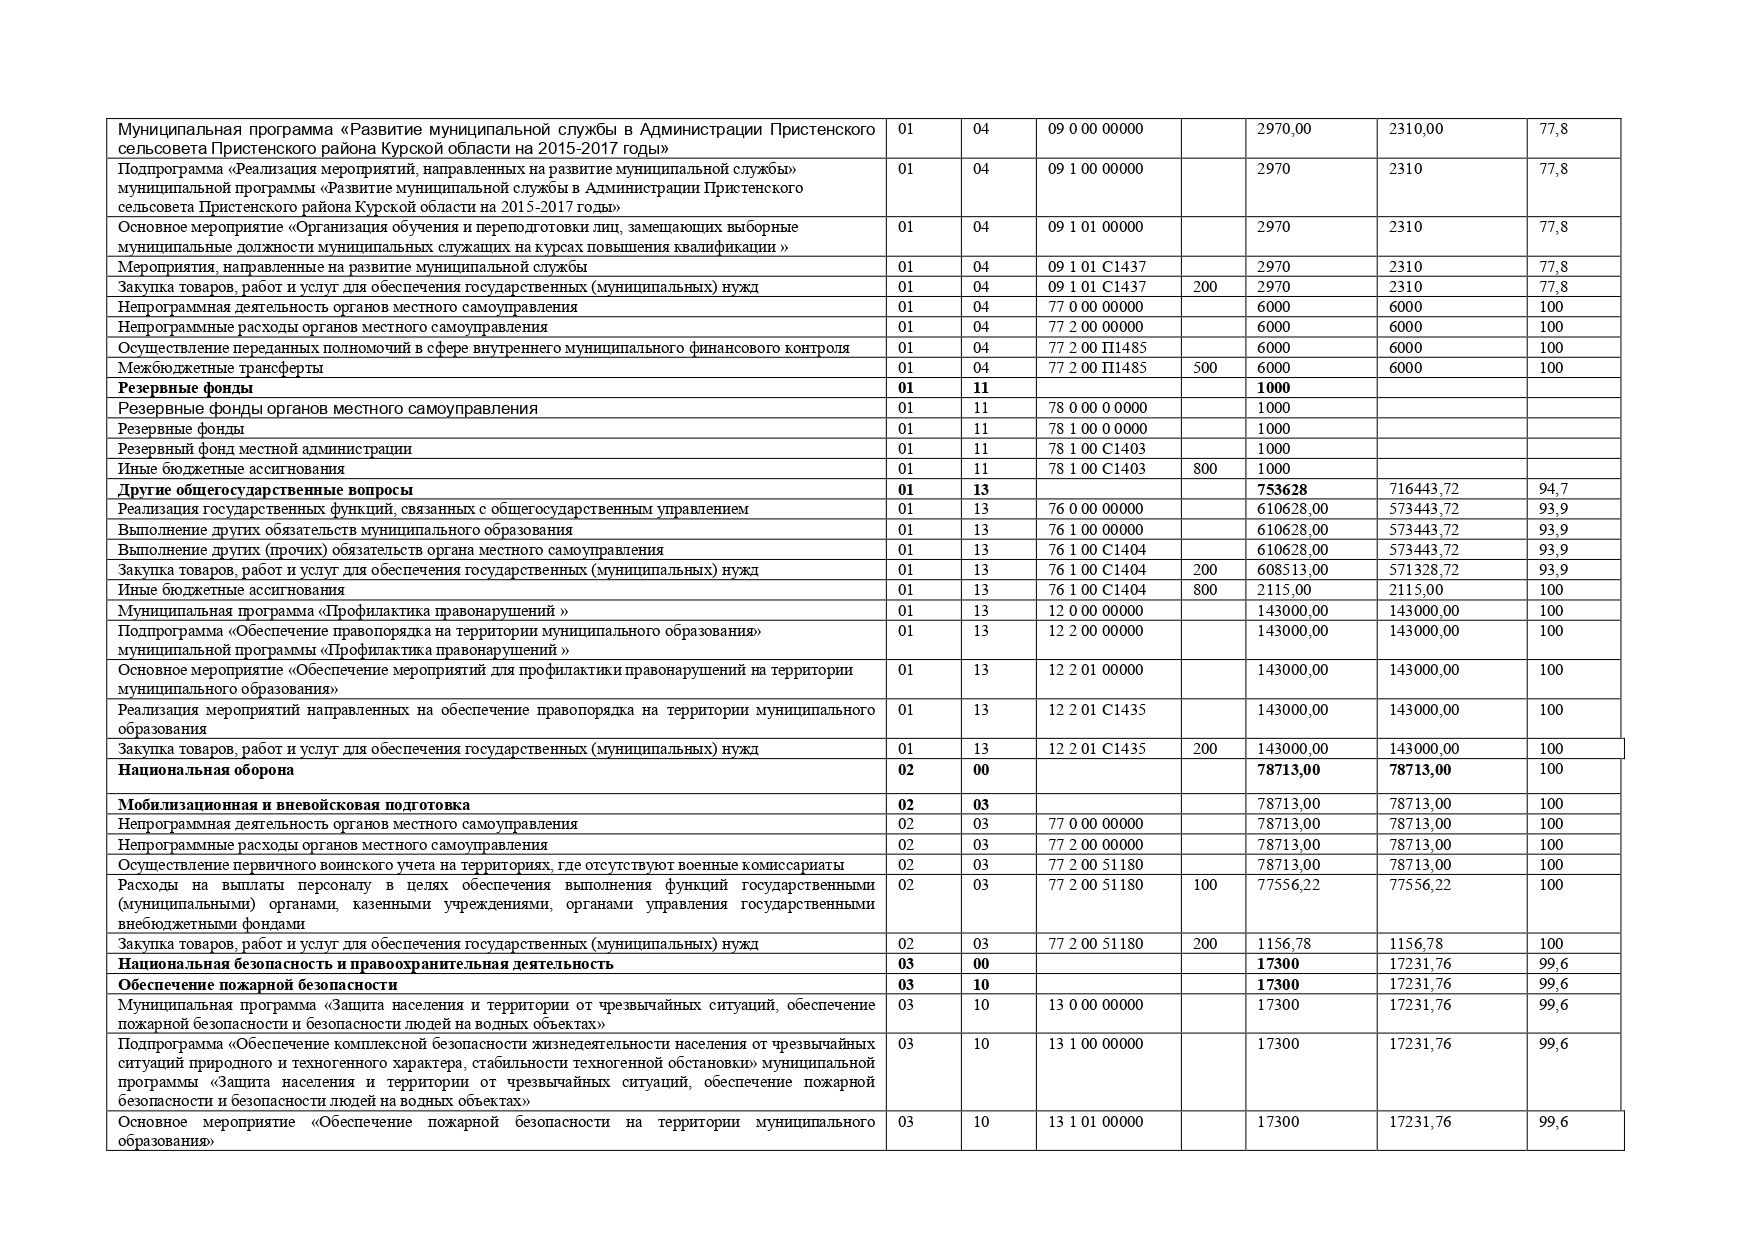 Муниципальная программа «Развитие муниципальной службы в Администрации Пристенского 01 04 09 0 00 00000 2970,00 2310,00 77,8
сельсовета Пристенского района Курской области на 2015-2017 годы»
Подпрограмма «Реализация мероприятий, направленных на развитие муниципальной службы» 01 04 09 1 00 00000 2970 2310 77,8
муниципальной программы «Развитие муниципальной службы в Администрации Пристенского
сельсовета Пристенского района Курской области на 2015-2017 годы»
Основное мероприятие «Организация обучения и переподготовки лиц, замещающих выборные 01 04 09 1 01 00000 2970 2310 77,8
муниципальные должности муниципальных служащих на курсах повышения квалификации »
Мероприятия, направленные на развитие муниципальной службы 01 04 09 1 01 С1437 2970 2310 77,8
Закупка товаров, работ и услуг для обеспечения государственных (муниципальных) нужд 01 04 09 1 01 С1437 200 2970 2310 77,8
Непрограммная деятельность органов местного самоуправления 01 04 77 0 00 00000 6000 6000 100
Непрограммные расходы органов местного самоуправления 01 04 77 2 00 00000 6000 6000 100
Осуществление переданных полномочий в сфере внутреннего муниципального финансового контроля 01 04 77 2 00 П1485 6000 6000 100
Межбюджетные трансферты 01 04 77 2 00 П1485 500 6000 6000 100
Резервные фонды 01 11 1000
Резервные фонды органов местного самоуправления 01 11 78 0 00 0 0000 1000
Резервные фонды 01 11 78 1 00 0 0000 1000
Резервный фонд местной администрации 01 11 78 1 00 С1403 1000
Иные бюджетные ассигнования 01 11 78 1 00 С1403 800 1000
Другие общегосударственные вопросы 01 13 753628 716443,72 94,7
Реализация государственных функций, связанных с общегосударственным управлением 01 13 76 0 00 00000 610628,00 573443,72 93,9
Выполнение других обязательств муниципального образования 01 13 76 1 00 00000 610628,00 573443,72 93,9
Выполнение других (прочих) обязательств органа местного самоуправления 01 13 76 1 00 С1404 610628,00 573443,72 93,9
Закупка товаров, работ и услуг для обеспечения государственных (муниципальных) нужд 01 13 76 1 00 С1404 200 608513,00 571328,72 93,9
Иные бюджетные ассигнования 01 13 76 1 00 С1404 800 2115,00 2115,00 100
Муниципальная программа «Профилактика правонарушений » 01 13 12 0 00 00000 143000,00 143000,00 100
Подпрограмма «Обеспечение правопорядка на территории муниципального образования» 01 13 12 2 00 00000 143000,00 143000,00 100
муниципальной программы «Профилактика правонарушений »
Основное мероприятие «Обеспечение мероприятий для профилактики правонарушений на территории 01 13 12 2 01 00000 143000,00 143000,00 100
муниципального образования»
Реализация мероприятий направленных на обеспечение правопорядка на территории муниципального 01 13 12 2 01 С1435 143000,00 143000,00 100
образования
Закупка товаров, работ и услуг для обеспечения государственных (муниципальных) нужд 01 13 12 2 01 С1435 200 143000,00 143000,00 100
Национальная оборона 02 00 78713,00 78713,00 100
Мобилизационная и вневойсковая подготовка 02 03 78713,00 78713,00 100
Непрограммная деятельность органов местного самоуправления 02 03 77 0 00 00000 78713,00 78713,00 100
Непрограммные расходы органов местного самоуправления 02 03 77 2 00 00000 78713,00 78713,00 100
Осуществление первичного воинского учета на территориях, где отсутствуют военные комиссариаты 02 03 77 2 00 51180 78713,00 78713,00 100
Расходы на выплаты персоналу в целях обеспечения выполнения функций государственными 02 03 77 2 00 51180 100 77556,22 77556,22 100
(муниципальными) органами, казенными учреждениями, органами управления государственными
внебюджетными фондами
Закупка товаров, работ и услуг для обеспечения государственных (муниципальных) нужд 02 03 77 2 00 51180 200 1156,78 1156,78 100
Национальная безопасность и правоохранительная деятельность 03 00 17300 17231,76 99,6
Обеспечение пожарной безопасности 03 10 17300 17231,76 99,6
Муниципальная программа «Защита населения и территории от чрезвычайных ситуаций, обеспечение 03 10 13 0 00 00000 17300 17231,76 99,6
пожарной безопасности и безопасности людей на водных объектах»
Подпрограмма «Обеспечение комплексной безопасности жизнедеятельности населения от чрезвычайных 03 10 13 1 00 00000 17300 17231,76 99,6
ситуаций природного и техногенного характера, стабильности техногенной обстановки» муниципальной
программы «Защита населения и территории от чрезвычайных ситуаций, обеспечение пожарной
безопасности и безопасности людей на водных объектах»
Основное мероприятие «Обеспечение пожарной безопасности на территории муниципального 03 10 13 1 01 00000 17300 17231,76 99,6
образования»